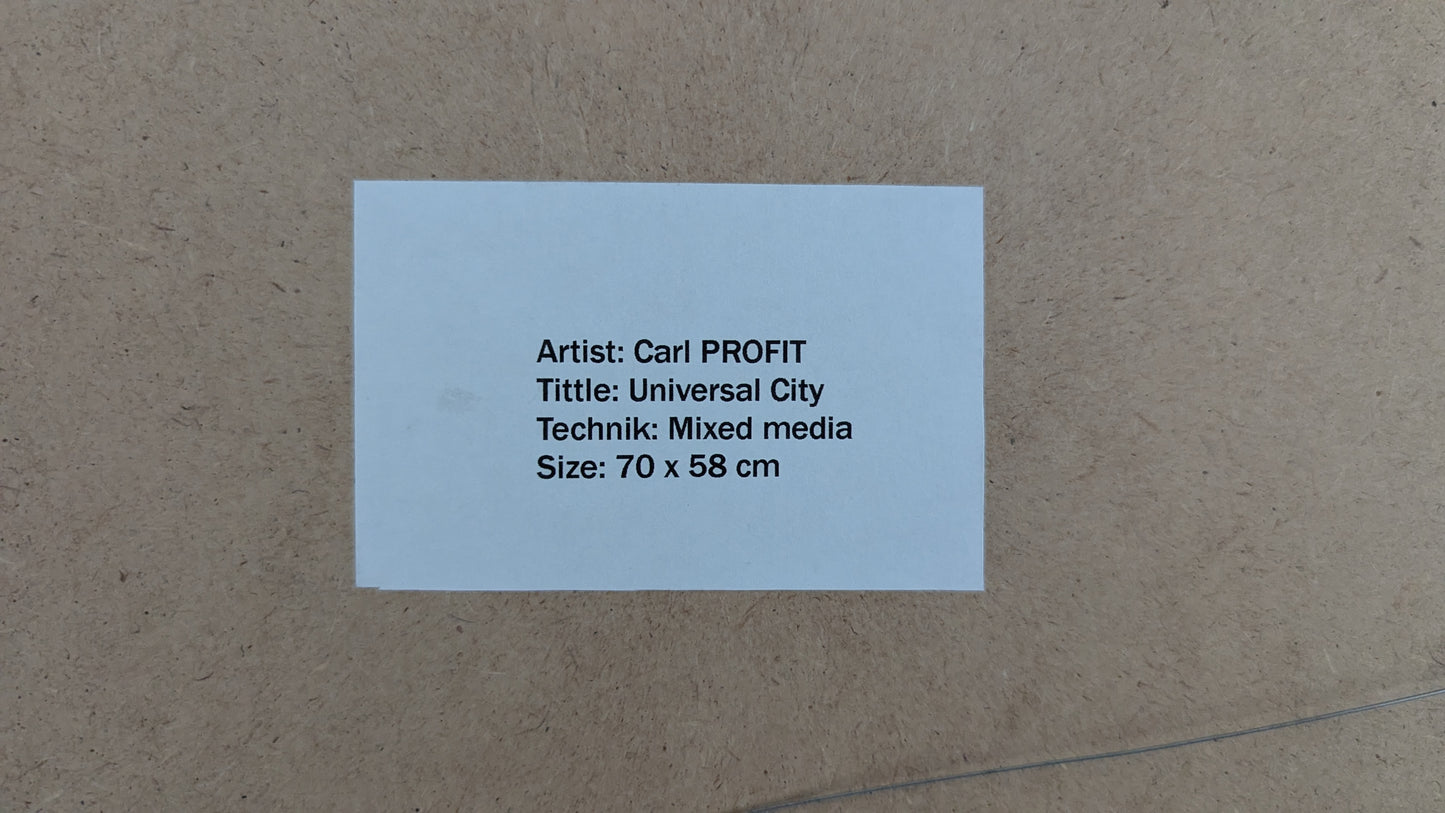 Artist: Carl PROFIT
Tittle: Universal City
Technik: Mixed media
Size: 70 x 58 cm